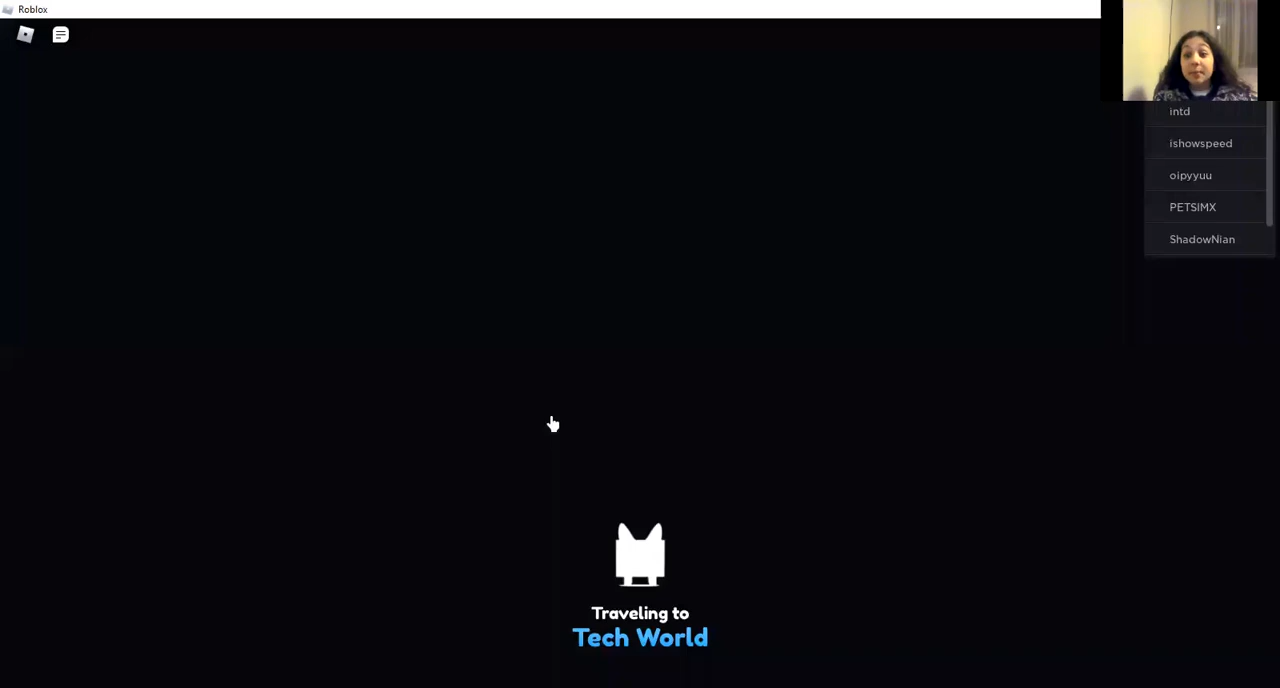 Roblox
intd
ishowspeed
oipyyuu
PETSIMX
ShadowNian
Traveling to
Tech World